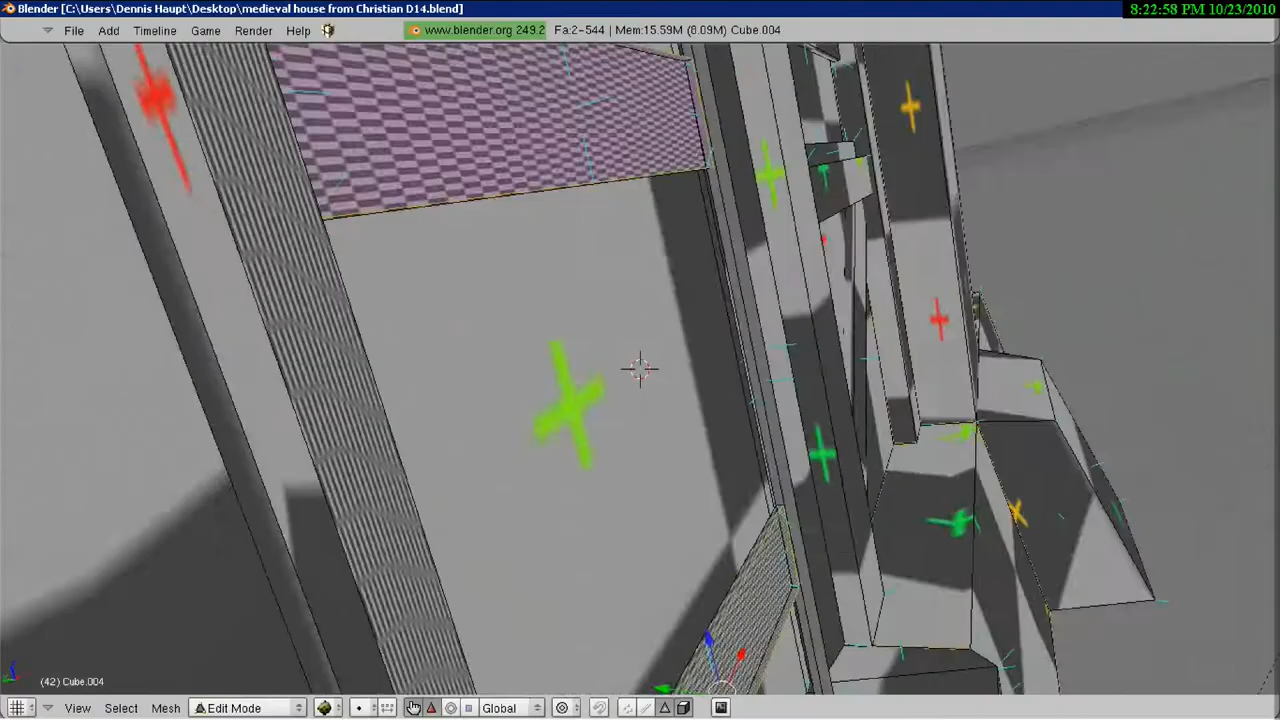 Blender [C:\Users\Dennis Haupt\Desktop\medieval house from Christian D14.blend]
8:22:58 PM 10/23/2010
File Add Timeline Game Render Help www.blender.org 249.2 Fa:2-544 | Mem:15.59M (8.09M) Cube.004
(42) Cube.004
View Select Mesh Edit Mode Global